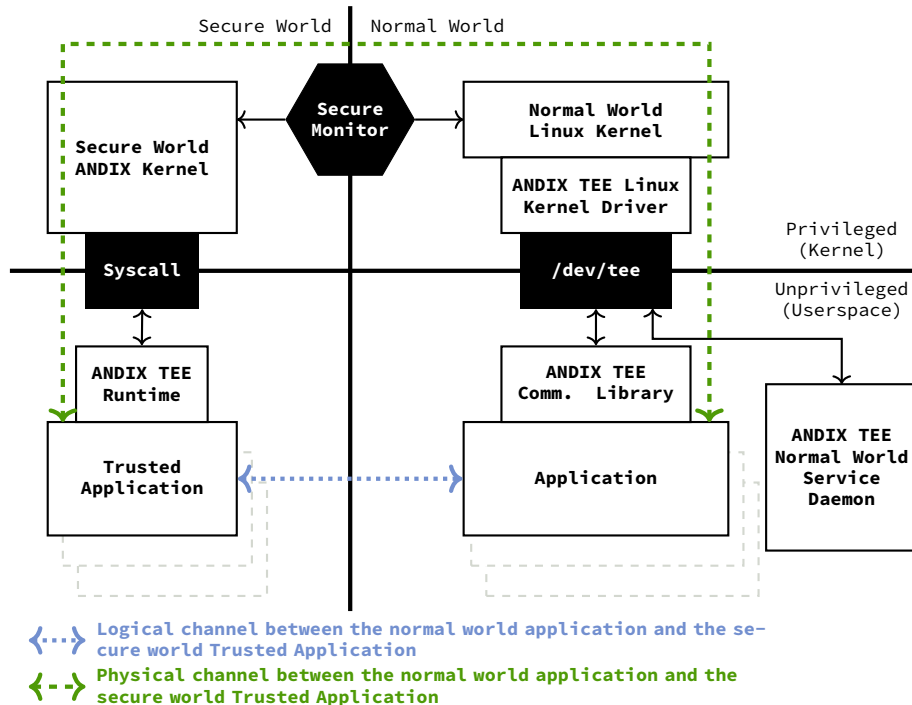 Secure World
Normal World
Secure
Monitor
Secure World
ANDIX Kernel
Normal World
Linux Kernel
ANDIX TEE Linux
Kernel Driver
Privileged
(Kernel)
Syscall
/dev/tee
Unprivileged
(Userspace)
ANDIX TEE
Runtime
ANDIX TEE
Comm. Library
Trusted
Application
Application
ANDIX TEE
Normal World
Service
Daemon
Logical channel between the normal world application and the se-
cure world Trusted Application
Physical channel between the normal world application and the
secure world Trusted Application